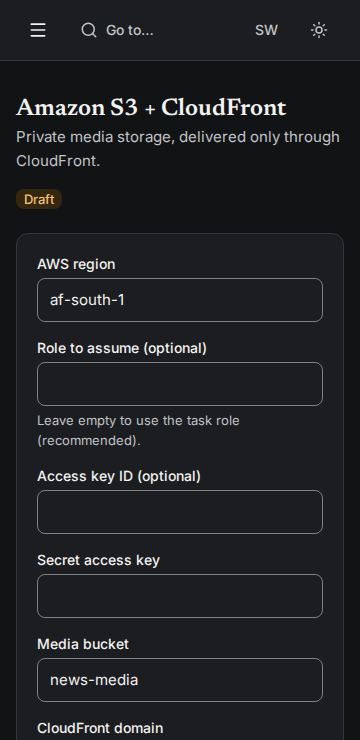 Go to...
SW
Amazon S3 + CloudFront
Private media storage, delivered only through
CloudFront.
Draft
AWS region
af-south-1
Role to assume (optional)
Leave empty to use the task role
(recommended).
Access key ID (optional)
Secret access key
Media bucket
news-media
CloudFront domain